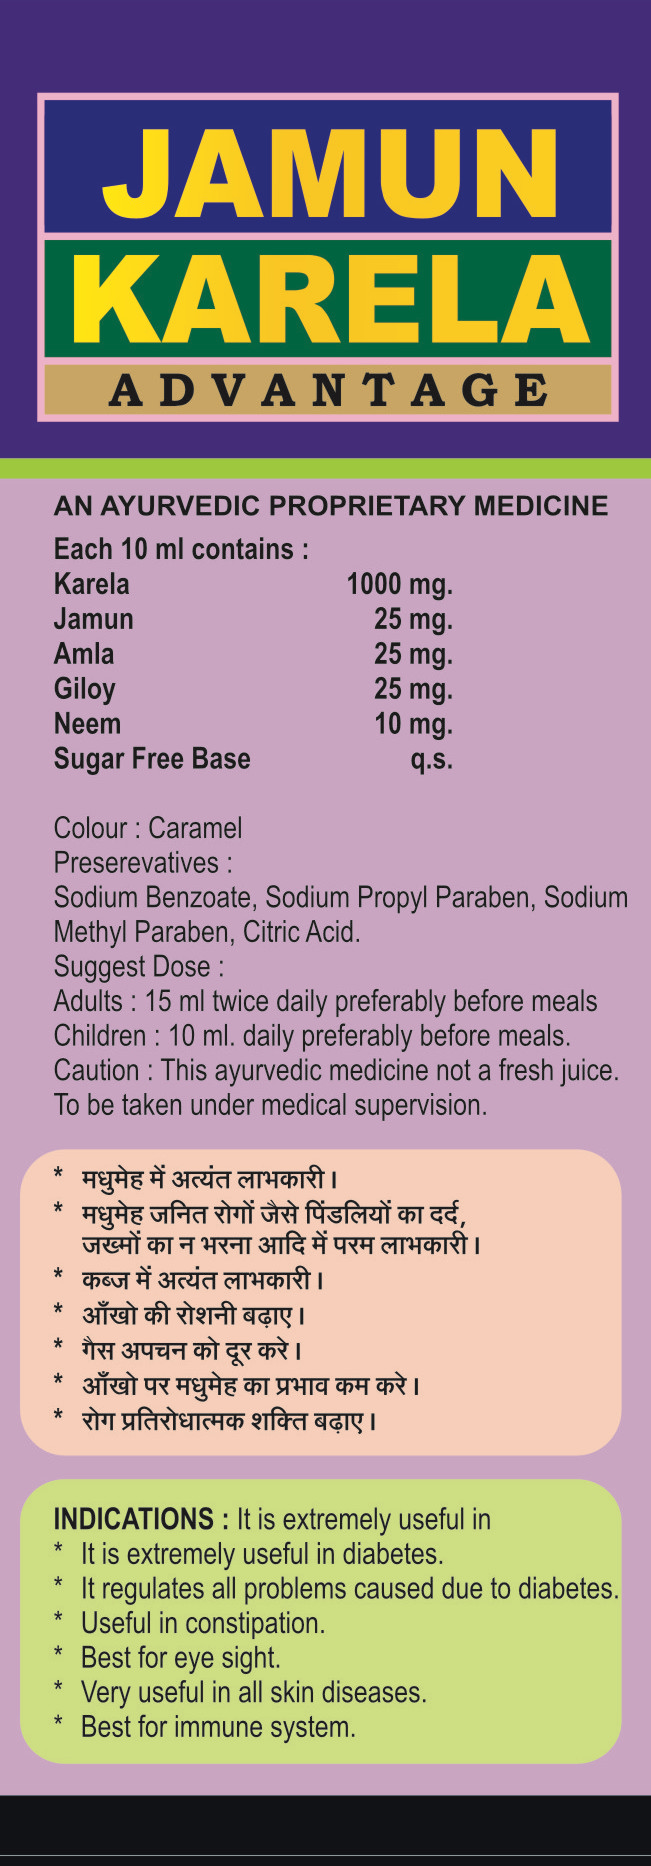 JAMUN
KARELA
ADVANTAGE
AN AYURVEDIC PROPRIETARY MEDICINE
Each 10 ml contains :
Karela 1000 mg.
Jamun 25 mg.
Amla 25 mg.
Giloy 25 mg.
Neem 10 mg.
Sugar Free Base q.s.
Colour : Caramel
Preserevatives :
Sodium Benzoate, Sodium Propyl Paraben, Sodium
Methyl Paraben, Citric Acid.
Suggest Dose :
Adults : 15 ml twice daily preferably before meals
Children : 10 ml. daily preferably before meals.
Caution : This ayurvedic medicine not a fresh juice.
To be taken under medical supervision.
* मधुमेह में अत्यंत लाभकारी।
* मधुमेह जनित रोगों जैसे पिंडलियों का दर्द,
जख्मों का न भरना आदि में परम लाभकारी।
* कब्ज में अत्यंत लाभकारी।
* आँखो की रोशनी बढ़ाए।
* गैस अपचन को दूर करे।
* आँखो पर मधुमेह का प्रभाव कम करे।
* रोग प्रतिरोधात्मक शक्ति बढ़ाए।
INDICATIONS : It is extremely useful in
* It is extremely useful in diabetes.
* It regulates all problems caused due to diabetes.
* Useful in constipation.
* Best for eye sight.
* Very useful in all skin diseases.
* Best for immune system.